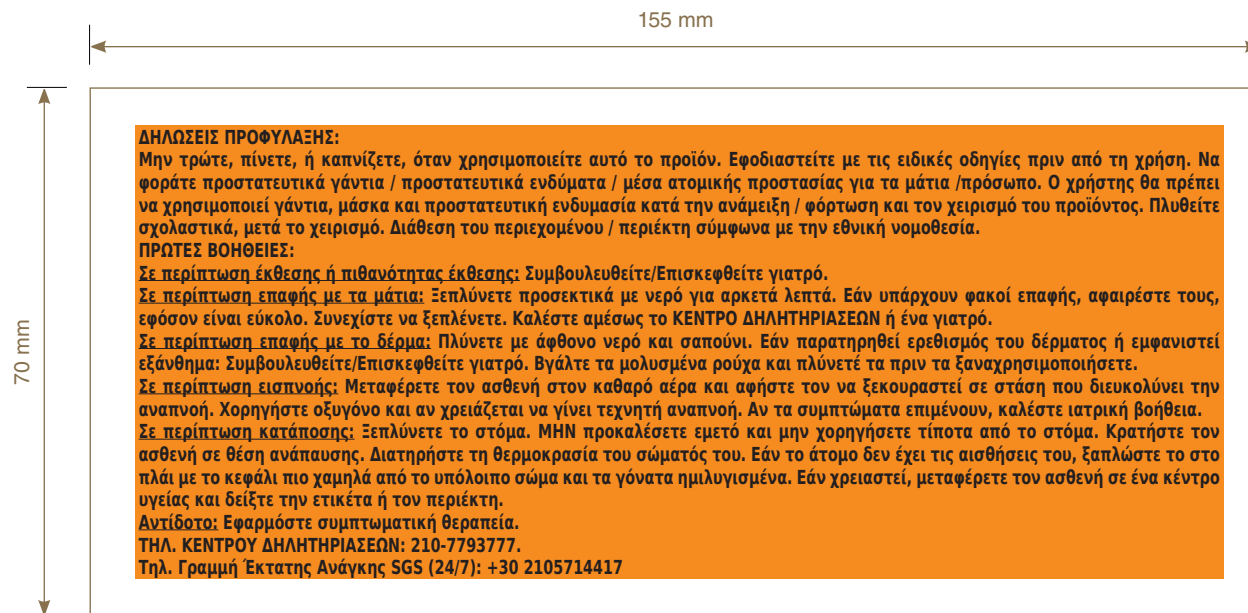 155 mm
70 mm
ΔΗΛΩΣΕΙΣ ΠΡΟΦΥΛΑΞΗΣ:
Μην τρώτε, πίνετε, ή καπνίζετε, όταν χρησιμοποιείτε αυτό το προϊόν. Εφοδιαστείτε με τις ειδικές οδηγίες πριν από τη χρήση. Να
φοράτε προστατευτικά γάντια / προστατευτικά ενδύματα / μέσα ατομικής προστασίας για τα μάτια /πρόσωπο. Ο χρήστης θα πρέπει
να χρησιμοποιεί γάντια, μάσκα και προστατευτική ενδυμασία κατά την ανάμειξη / φόρτωση και τον χειρισμό του προϊόντος. Πλυθείτε
σχολαστικά, μετά το χειρισμό. Διάθεση του περιεχομένου / περιέκτη σύμφωνα με την εθνική νομοθεσία.
ΠΡΩΤΕΣ ΒΟΗΘΕΙΕΣ:
Σε περίπτωση έκθεσης ή πιθανότητας έκθεσης: Συμβουλευθείτε/Επισκεφθείτε γιατρό.
Σε περίπτωση επαφής με τα μάτια: Ξεπλύνετε προσεκτικά με νερό για αρκετά λεπτά. Εάν υπάρχουν φακοί επαφής, αφαιρέστε τους,
εφόσον είναι εύκολο. Συνεχίστε να ξεπλένετε. Καλέστε αμέσως το ΚΕΝΤΡΟ ΔΗΛΗΤΗΡΙΑΣΕΩΝ ή ένα γιατρό.
Σε περίπτωση επαφής με το δέρμα: Πλύνετε με άφθονο νερό και σαπούνι. Εάν παρατηρηθεί ερεθισμός του δέρματος ή εμφανιστεί
εξάνθημα: Συμβουλευθείτε/Επισκεφθείτε γιατρό. Βγάλτε τα μολυσμένα ρούχα και πλύνετέ τα πριν τα ξαναχρησιμοποιήσετε.
Σε περίπτωση εισπνοής: Μεταφέρετε τον ασθενή στον καθαρό αέρα και αφήστε τον να ξεκουραστεί σε στάση που διευκολύνει την
αναπνοή. Χορηγήστε οξυγόνο και αν χρειάζεται να γίνει τεχνητή αναπνοή. Αν τα συμπτώματα επιμένουν, καλέστε ιατρική βοήθεια.
Σε περίπτωση κατάποσης: Ξεπλύνετε το στόμα. ΜΗΝ προκαλέσετε εμετό και μην χορηγήσετε τίποτα από το στόμα. Κρατήστε τον
ασθενή σε θέση ανάπαυσης. Διατηρήστε τη θερμοκρασία του σώματός του. Εάν το άτομο δεν έχει τις αισθήσεις του, ξαπλώστε το στο
πλάι με το κεφάλι πιο χαμηλά από το υπόλοιπο σώμα και τα γόνατα ημιλυγισμένα. Εάν χρειαστεί, μεταφέρετε τον ασθενή σε ένα κέντρο
υγείας και δείξτε την ετικέτα ή τον περιέκτη.
Αντίδοτο: Εφαρμόστε συμπτωματική θεραπεία.
ΤΗΛ. ΚΕΝΤΡΟΥ ΔΗΛΗΤΗΡΙΑΣΕΩΝ: 210-7793777.
Τηλ. Γραμμή Έκτατης Ανάγκης SGS (24/7): +30 2105714417